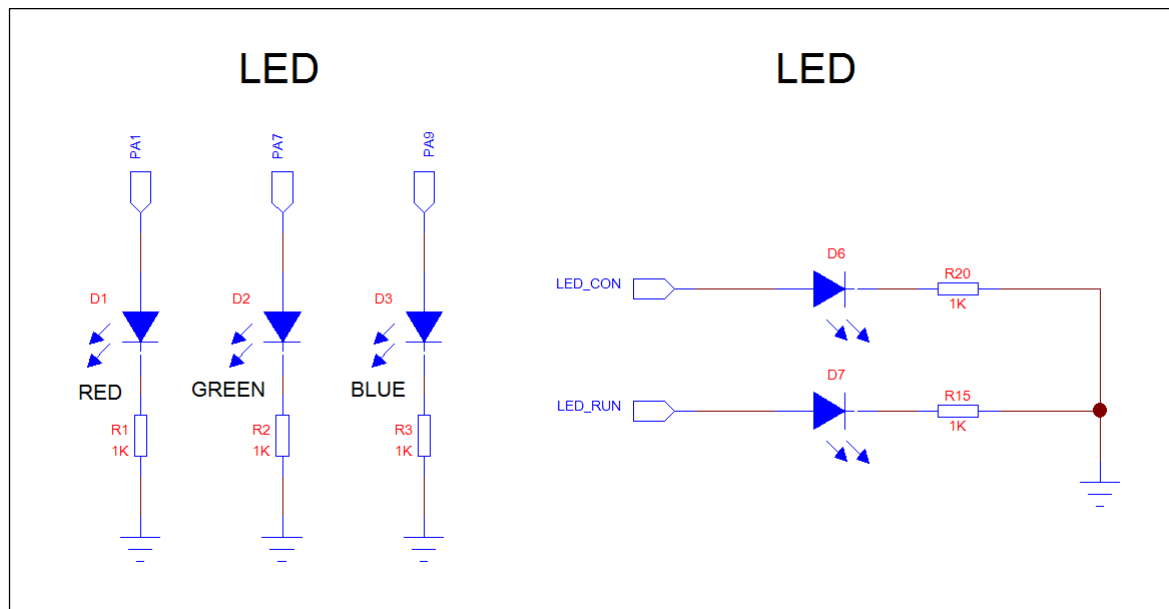 LED
PA1
PA7
PA9
D1
D2
D3
RED
GREEN
BLUE
R1
1K
R2
1K
R3
1K
LED
LED_CON
D6
R20
1K
LED_RUN
D7
R15
1K